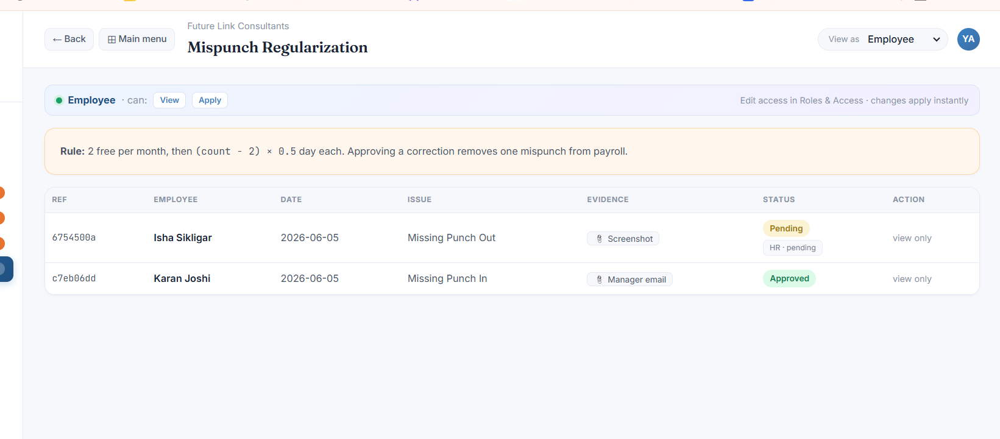 Future Link Consultants
← Back
Main menu
Mispunch Regularization
View as Employee
YA
Employee · can: View Apply
Edit access in Roles & Access · changes apply instantly
Rule: 2 free per month, then (count - 2) × 0.5 day each. Approving a correction removes one mispunch from payroll.
REF EMPLOYEE DATE ISSUE EVIDENCE STATUS ACTION
6754500a Isha Sikligar 2026-06-05 Missing Punch Out Screenshot Pending view only
HR · pending
c7eb06dd Karan Joshi 2026-06-05 Missing Punch In Manager email Approved view only